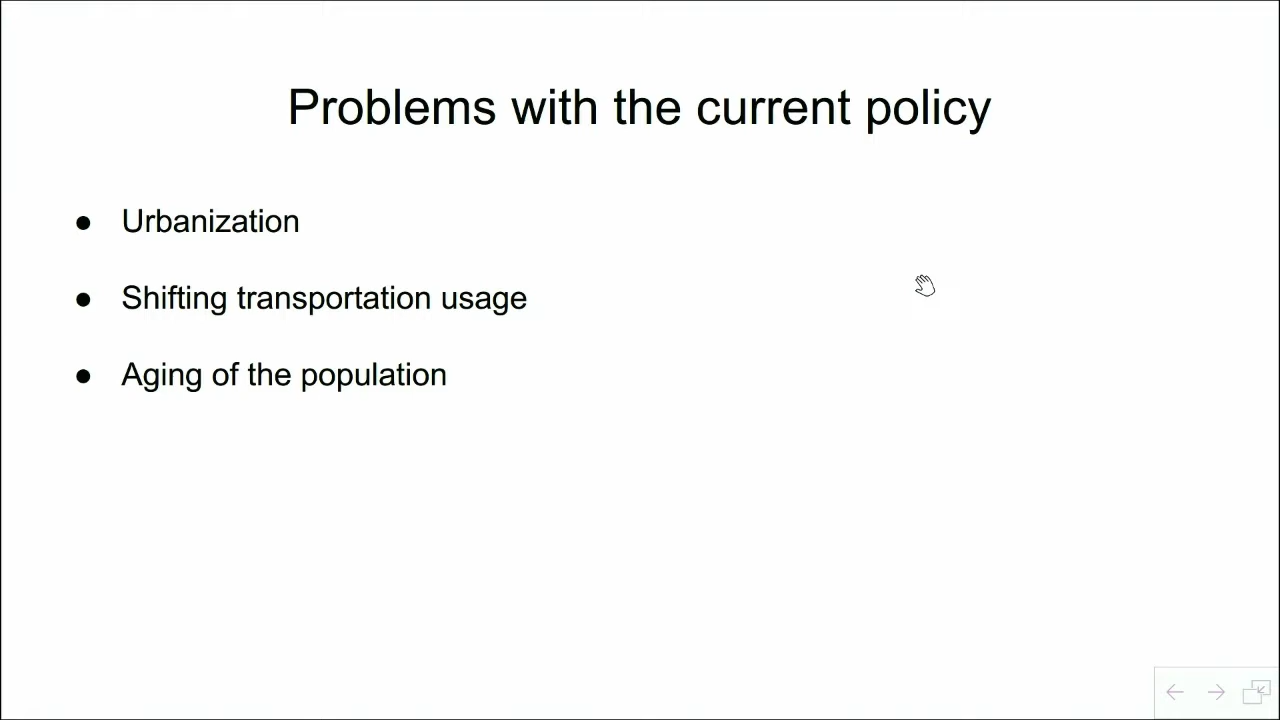 Problems with the current policy
● Urbanization
● Shifting transportation usage
● Aging of the population